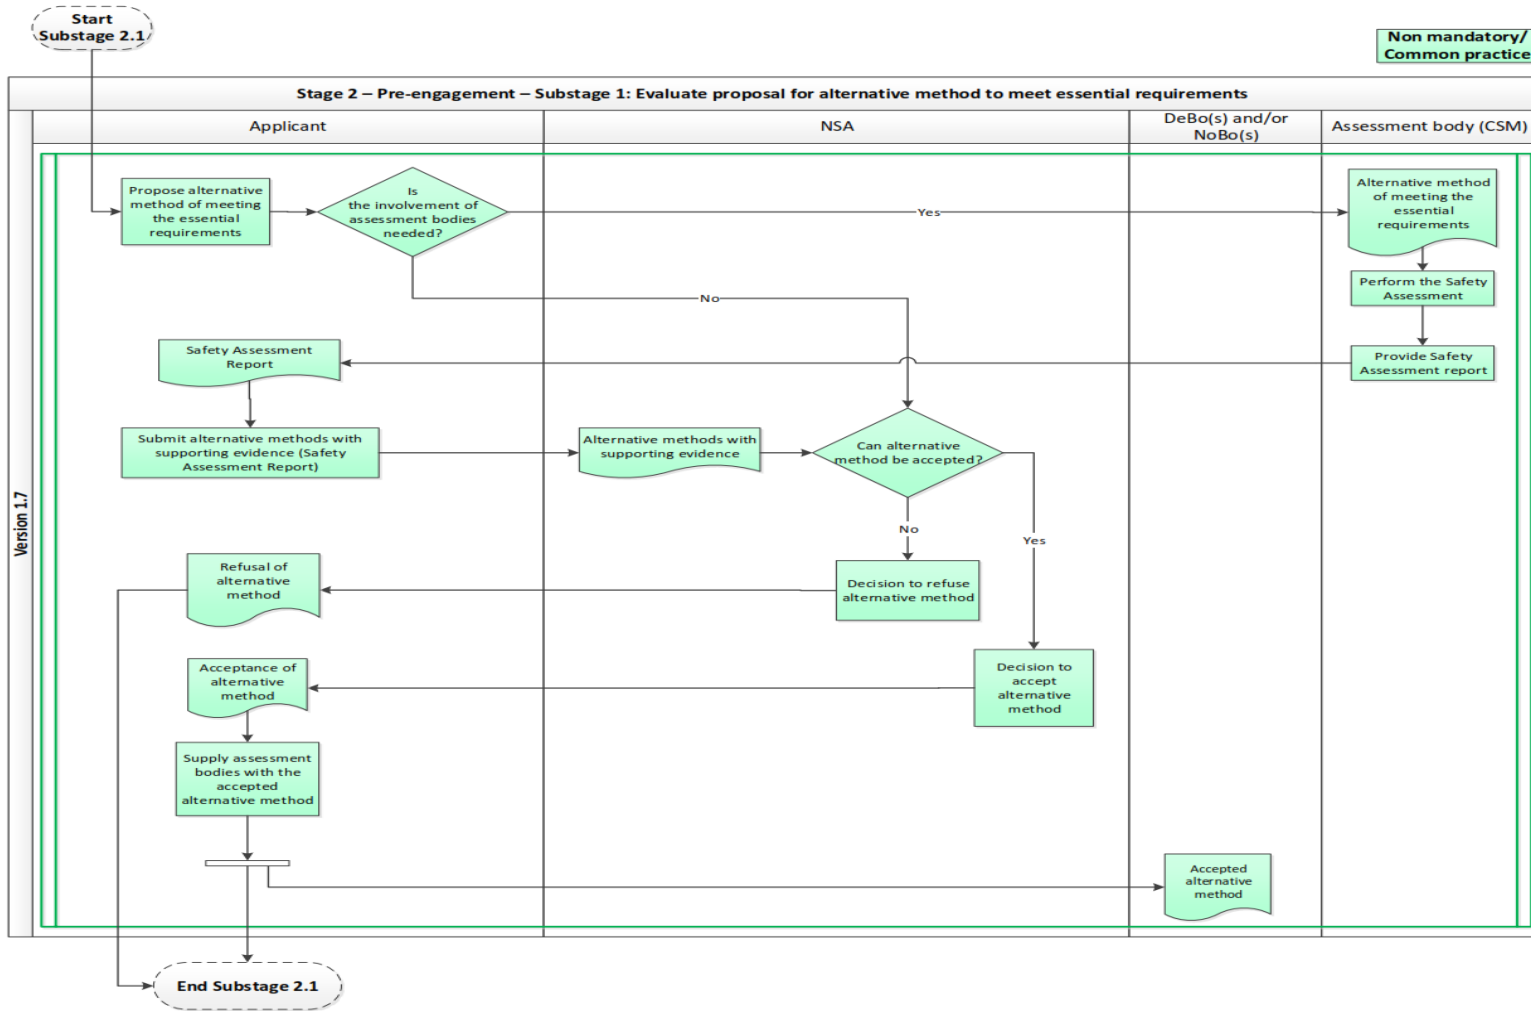 Start
Substage 2.1
Non mandatory/
Common practice
Stage 2 – Pre-engagement – Substage 1: Evaluate proposal for alternative method to meet essential requirements
Version 1.7
Applicant
NSA
DeBo(s) and/or
NoBo(s)
Assessment body (CSM)
Propose alternative
method of meeting
the essential
requirements
Is
the involvement of
assessment bodies
needed?
Yes
Alternative method
of meeting the
essential
requirements
Perform the Safety
Assessment
No
Safety Assessment
Report
Provide Safety
Assessment report
Submit alternative methods with
supporting evidence (Safety
Assessment Report)
Alternative methods with
supporting evidence
Can alternative
method be accepted?
No
Yes
Refusal of
alternative
method
Decision to refuse
alternative method
Acceptance of
alternative
method
Decision to
accept
alternative
method
Supply assessment
bodies with the
accepted
alternative method
Accepted
alternative
method
End Substage 2.1